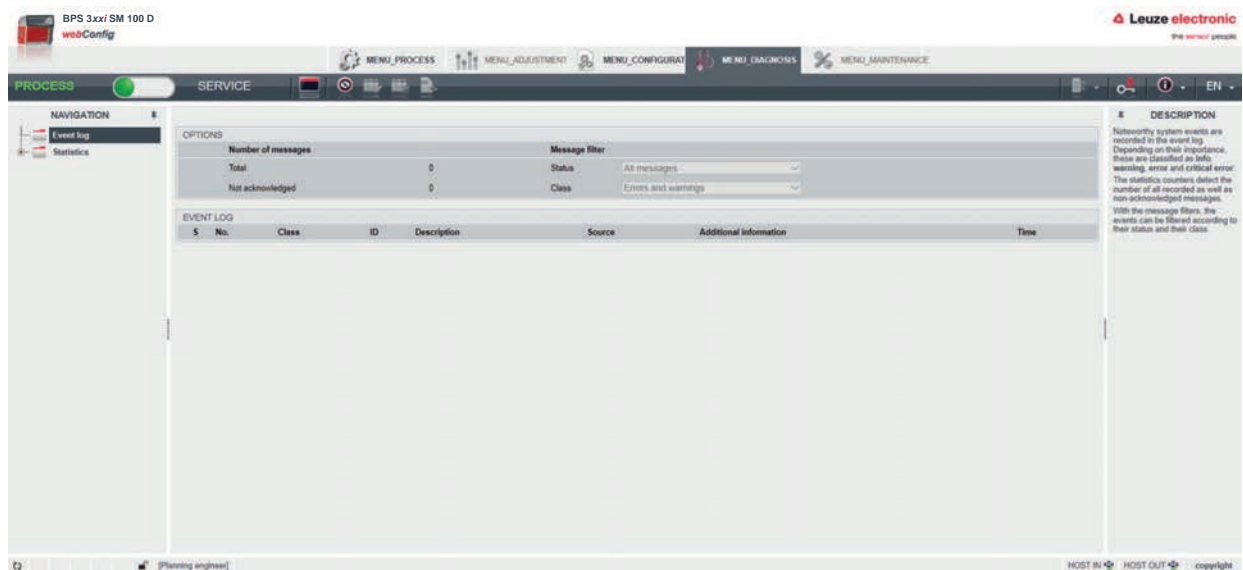 BPS 3xxi SM 100 D
webConfig
Leuze electronic
the sensor people
MENU_PROCESS MENU_ADJUSTMENT MENU_CONFIGURAT MENU_DIAGNOSIS MENU_MAINTENANCE
PROCESS SERVICE EN
NAVIGATION
Event log
Statistics
OPTIONS
Number of messages Message filter
Total 0 Status All messages
Not acknowledged 0 Class Errors and warnings
EVENT LOG
S No. Class ID Description Source Additional information Time
DESCRIPTION
Noteworthy system events are
recorded in the event log.
Depending on their importance,
these are classified as info,
warning, error and critical error.
The statistics counters detect the
number of all recorded as well as
non-acknowledged messages.
With the message filters, the
events can be filtered according to
their status and their class.
[Planning engineer] HOST IN HOST OUT copyright